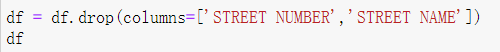 df = df.drop(columns=['STREET NUMBER','STREET NAME'])
df